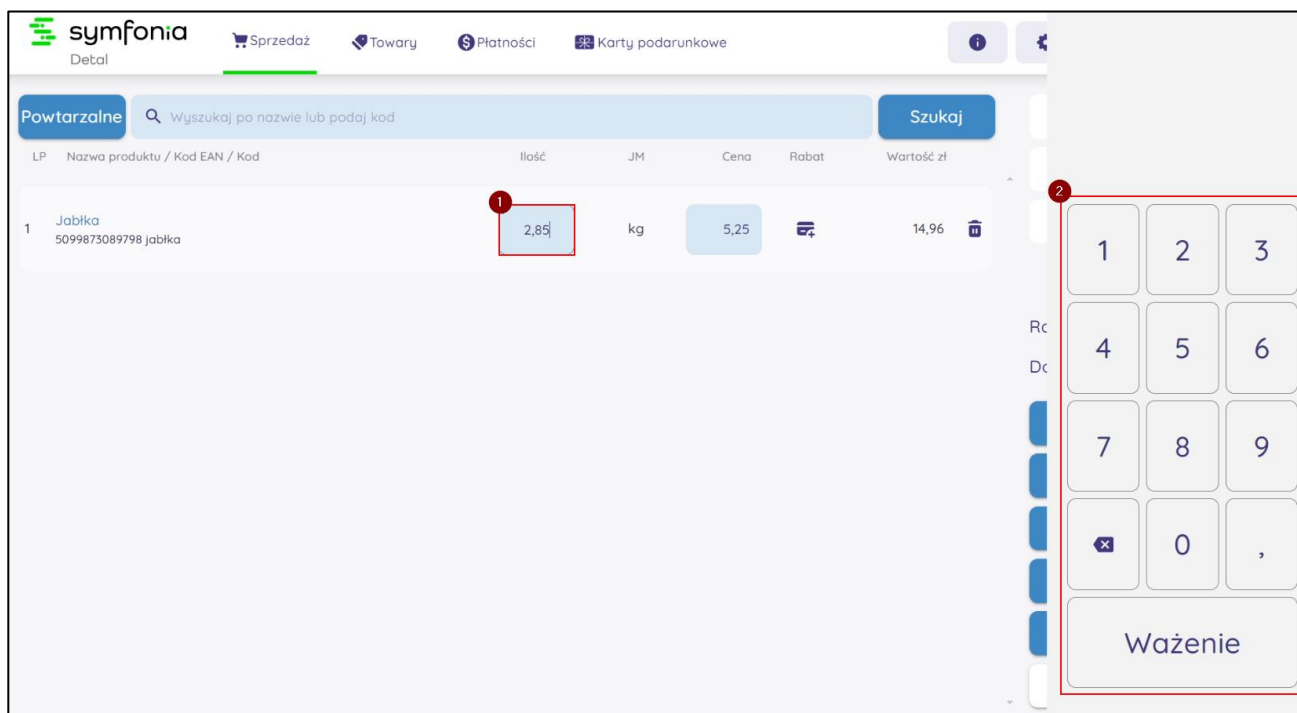 symfonia
Detal
Sprzedaż
Towary
Płatności
Karty podarunkowe
Powtarzalne
Wyszukaj po nazwie lub podaj kod
Szukaj
LP Nazwa produktu / Kod EAN / Kod Ilość JM Cena Rabat Wartość zł
1
2
1 Jabłka 2,85 kg 5,25 14,96
5099873089798 jabłka
1 2 3
4 5 6
7 8 9
0 ,
Ważenie